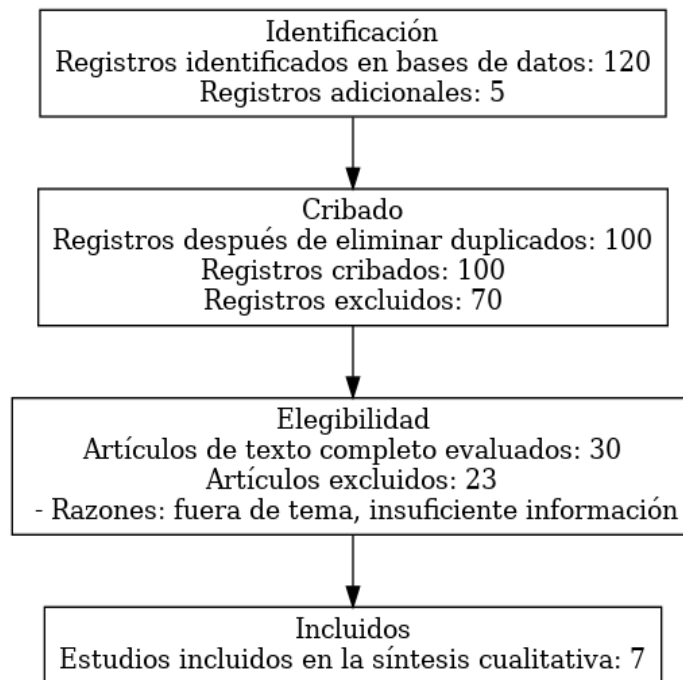 Identificación
Registros identificados en bases de datos: 120
Registros adicionales: 5
Cribado
Registros después de eliminar duplicados: 100
Registros cribados: 100
Registros excluidos: 70
Elegibilidad
Artículos de texto completo evaluados: 30
Artículos excluidos: 23
- Razones: fuera de tema, insuficiente información
Incluidos
Estudios incluidos en la síntesis cualitativa: 7